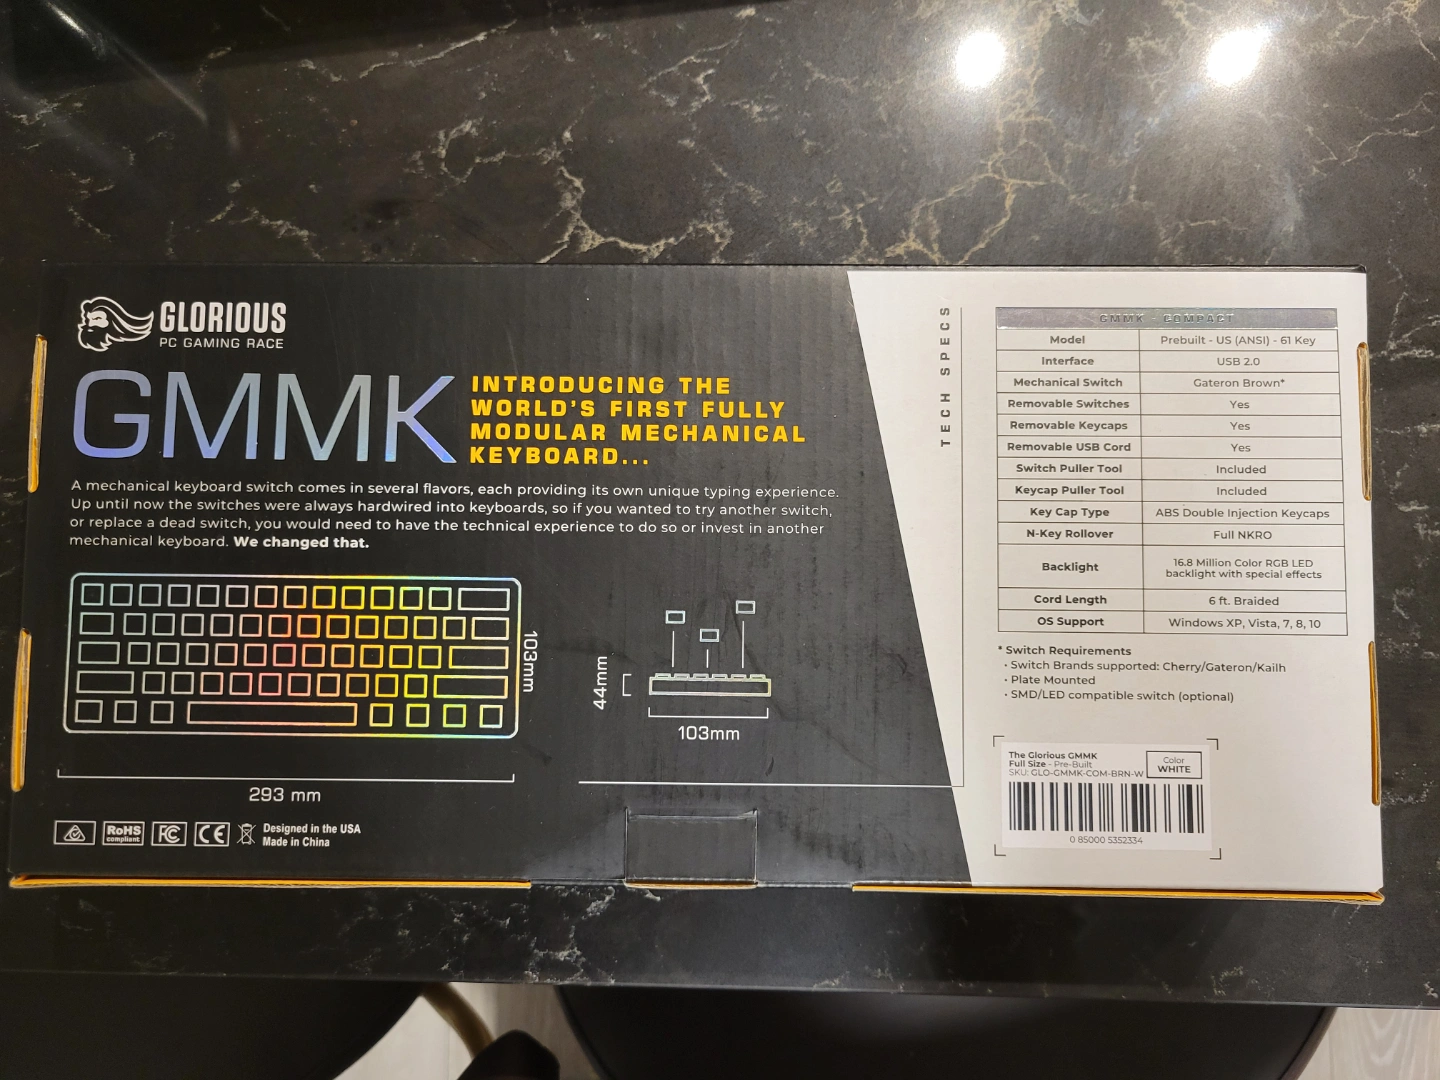 GLORIOUS
PC GAMING RACE
GMMK
INTRODUCING THE
WORLD'S FIRST FULLY
MODULAR MECHANICAL
KEYBOARD...
A mechanical keyboard switch comes in several flavors, each providing its own unique typing experience.
Up until now the switches were always hardwired into keyboards, so if you wanted to try another switch,
or replace a dead switch, you would need to have the technical experience to do so or invest in another
mechanical keyboard. We changed that.
103mm
293 mm
44mm
103mm
RoHS
compliant
FC
CE
Designed in the USA
Made in China
TECH SPECS
GMMK - COMPACT
Model Prebuilt - US (ANSI) - 61 Key
Interface USB 2.0
Mechanical Switch Gateron Brown*
Removable Switches Yes
Removable Keycaps Yes
Removable USB Cord Yes
Switch Puller Tool Included
Keycap Puller Tool Included
Key Cap Type ABS Double Injection Keycaps
N-Key Rollover Full NKRO
Backlight 16.8 Million Color RGB LED
backlight with special effects
Cord Length 6 ft. Braided
OS Support Windows XP, Vista, 7, 8, 10
* Switch Requirements
· Switch Brands supported: Cherry/Gateron/Kailh
· Plate Mounted
· SMD/LED compatible switch (optional)
The Glorious GMMK
Full Size - Pre-Built
SKU: GLO-GMMK-COM-BRN-W
Color
WHITE
0 85000 5352334